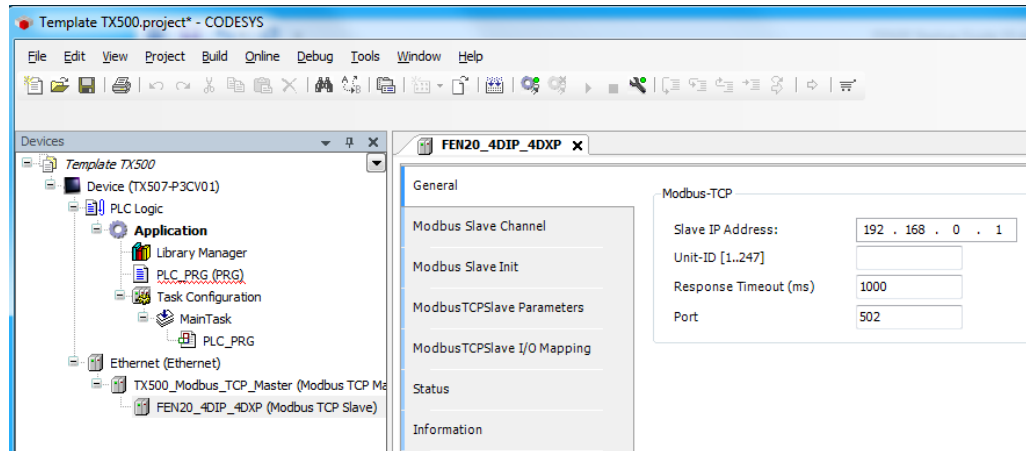 Template TX500.project* - CODESYS
File Edit View Project Build Online Debug Tools Window Help
Devices
Template TX500
Device (TX507-P3CV01)
PLC Logic
Application
Library Manager
PLC_PRG (PRG)
Task Configuration
MainTask
PLC_PRG
Ethernet (Ethernet)
TX500_Modbus_TCP_Master (Modbus TCP Ma
FEN20_4DIP_4DXP (Modbus TCP Slave)
FEN20_4DIP_4DXP
General
Modbus Slave Channel
Modbus Slave Init
ModbusTCPSlave Parameters
ModbusTCPSlave I/O Mapping
Status
Information
Modbus-TCP
Slave IP Address: 192 . 168 . 0 . 1
Unit-ID [1..247]
Response Timeout (ms) 1000
Port 502